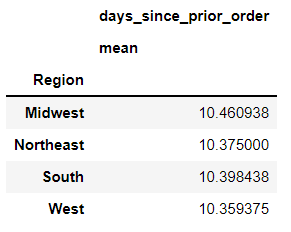 days_since_prior_order
mean
Region
Midwest 10.460938
Northeast 10.375000
South 10.398438
West 10.359375